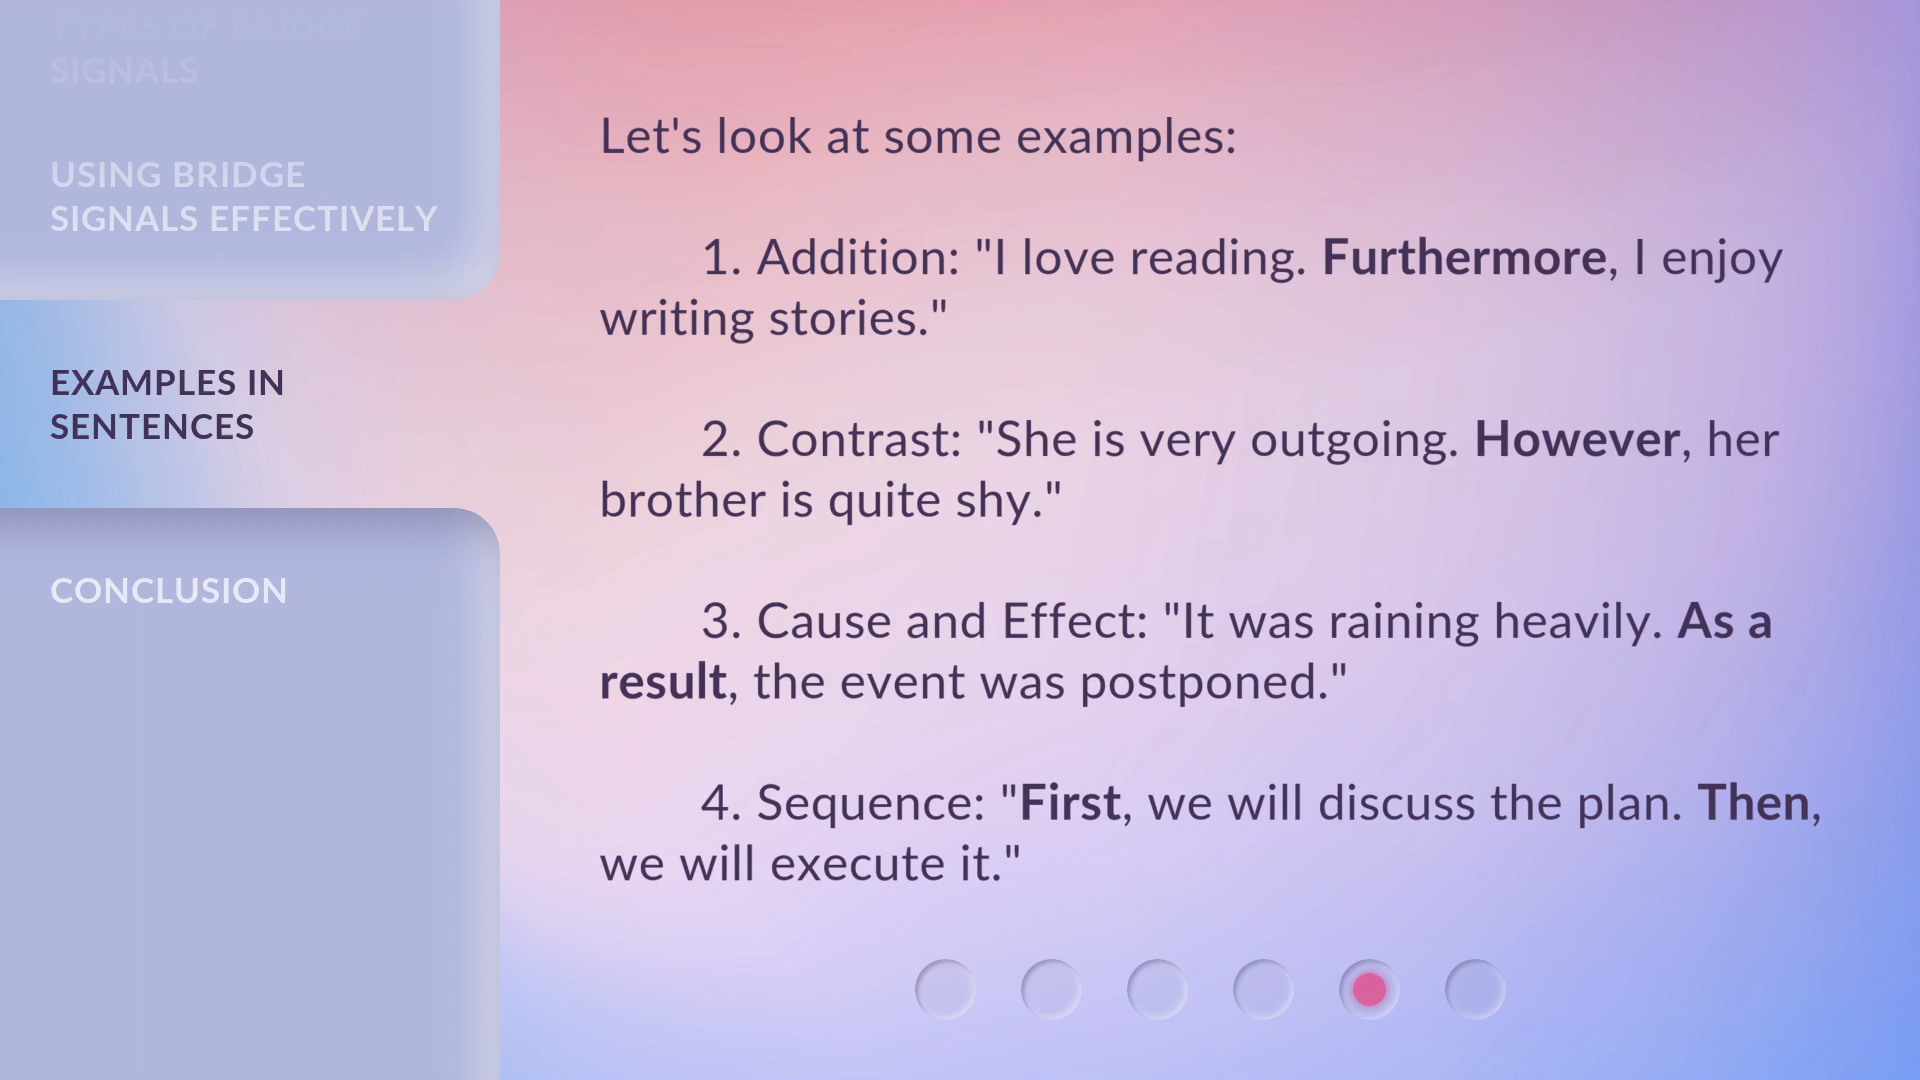 TYPES OF BRIDGE
SIGNALS
USING BRIDGE
SIGNALS EFFECTIVELY
EXAMPLES IN
SENTENCES
CONCLUSION
Let's look at some examples:
1. Addition: "I love reading. Furthermore, I enjoy
writing stories."
2. Contrast: "She is very outgoing. However, her
brother is quite shy."
3. Cause and Effect: "It was raining heavily. As a
result, the event was postponed."
4. Sequence: "First, we will discuss the plan. Then,
we will execute it."